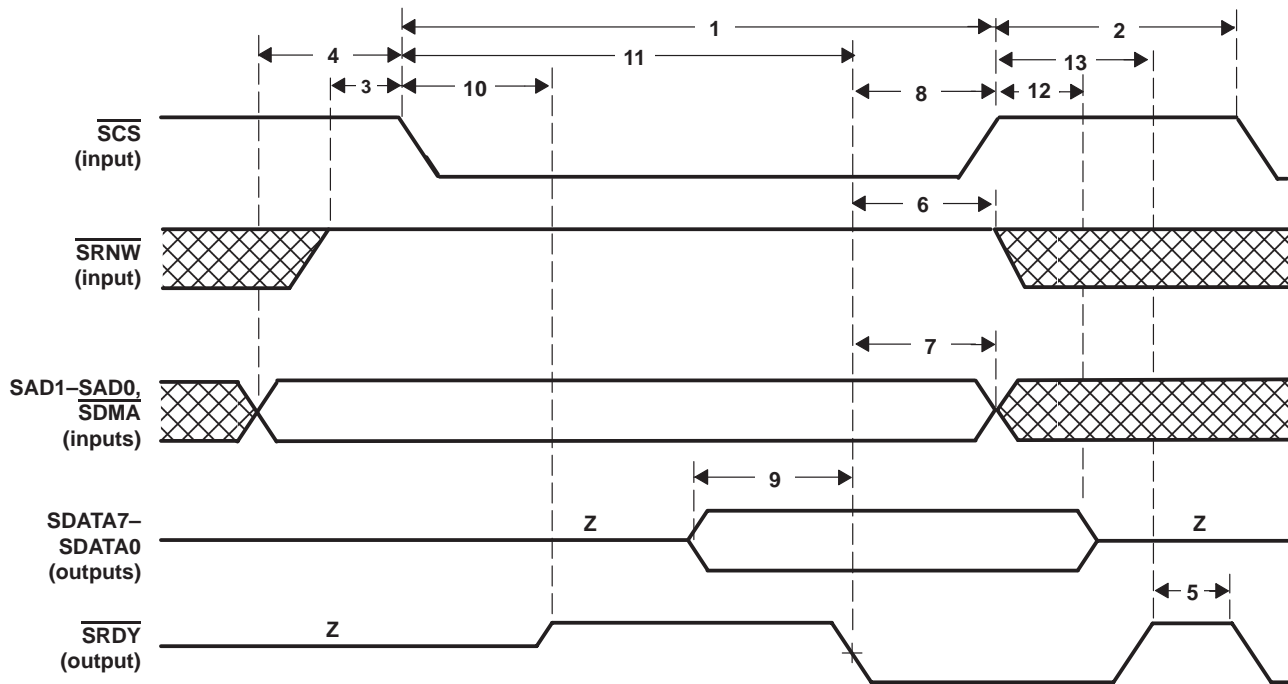 1
2
4
11
13
3
10
8
12
SCS
(input)
6
SRNW
(input)
7
SAD1–SAD0,
SDMA
(inputs)
9
SDATA7–
SDATA0
(outputs)
Z
Z
5
SRDY
(output)
Z